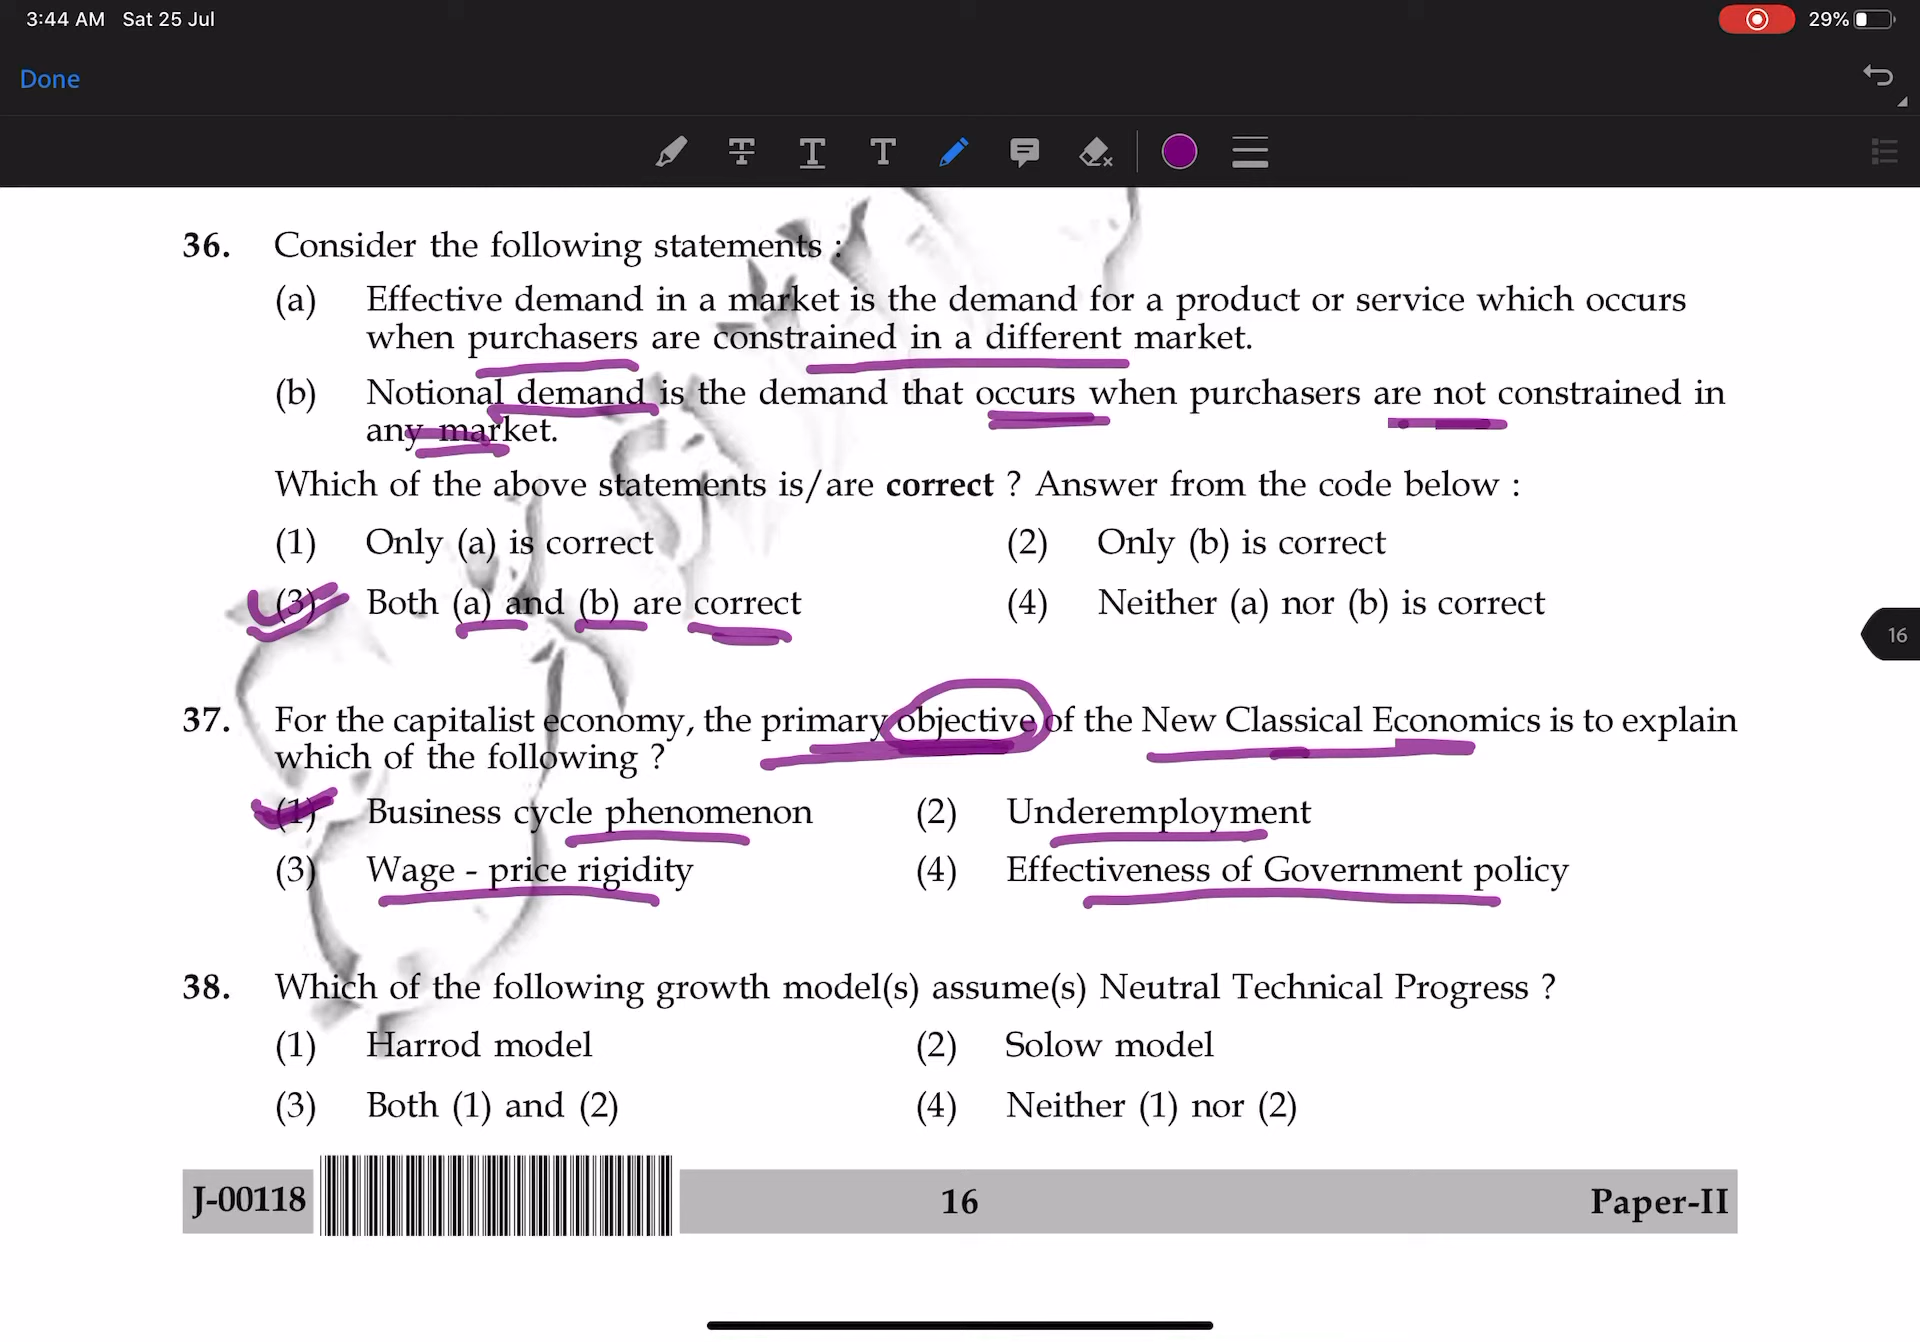 3:44 AM Sat 25 Jul
29%
Done
36. Consider the following statements :
(a) Effective demand in a market is the demand for a product or service which occurs
when purchasers are constrained in a different market.
(b) Notional demand is the demand that occurs when purchasers are not constrained in
any market.
Which of the above statements is/are correct ? Answer from the code below :
(1) Only (a) is correct (2) Only (b) is correct
(3) Both (a) and (b) are correct (4) Neither (a) nor (b) is correct
16
37. For the capitalist economy, the primary objective of the New Classical Economics is to explain
which of the following ?
(1) Business cycle phenomenon (2) Underemployment
(3) Wage - price rigidity (4) Effectiveness of Government policy
38. Which of the following growth model(s) assume(s) Neutral Technical Progress ?
(1) Harrod model (2) Solow model
(3) Both (1) and (2) (4) Neither (1) nor (2)
J-00118 16 Paper-II